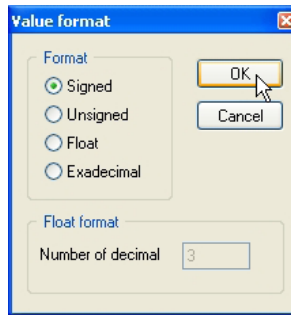 Value format
Format
Signed
Unsigned
Float
Exadecimal
OK
Cancel
Float format
Number of decimal 3